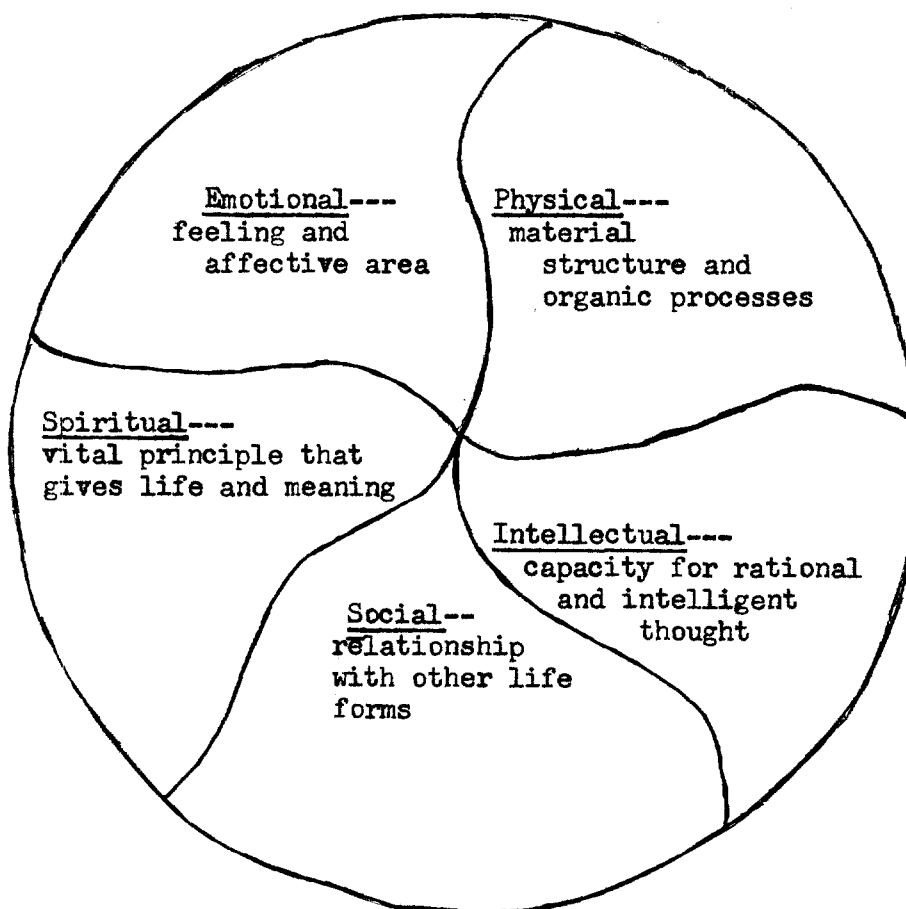 Emotional---
feeling and
affective area
Physical---
material
structure and
organic processes
Spiritual---
vital principle that
gives life and meaning
Intellectual---
capacity for rational
and intelligent
thought
Social--
relationship
with other life
forms